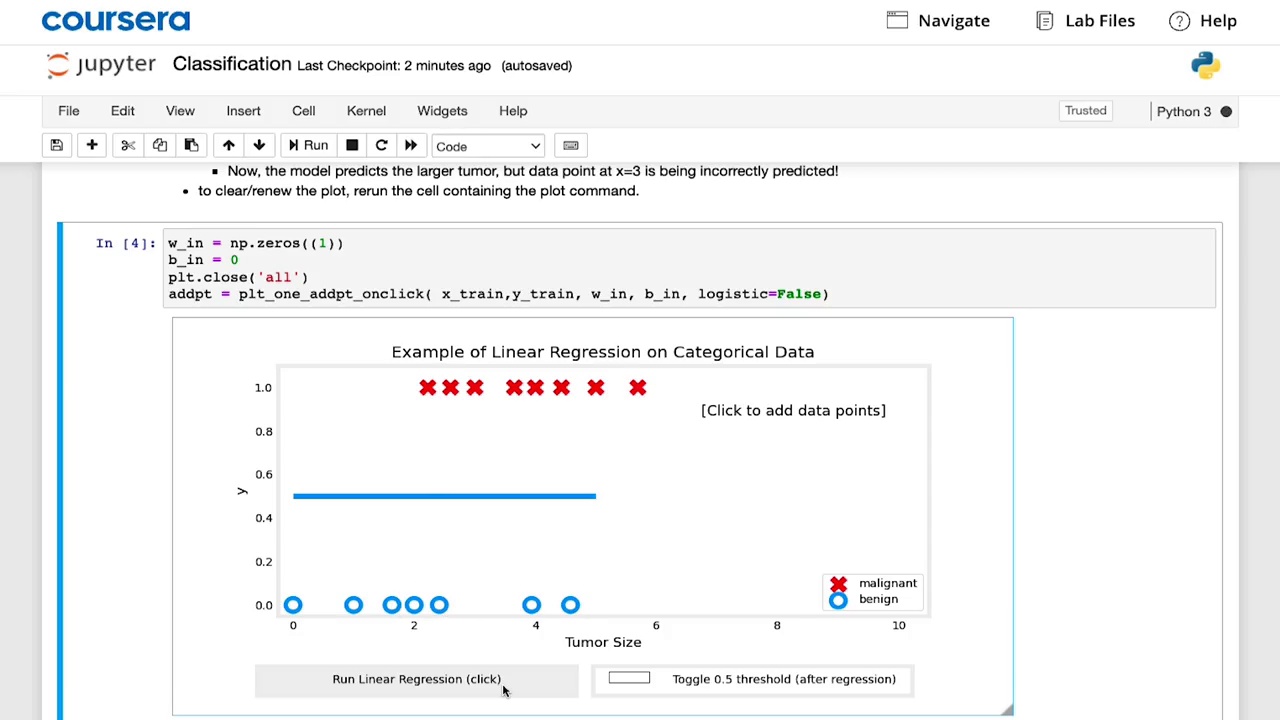 coursera
Navigate
Lab Files
Help
jupyter Classification Last Checkpoint: 2 minutes ago (autosaved)
File Edit View Insert Cell Kernel Widgets Help
Trusted
Python 3
Run
Code
Now, the model predicts the larger tumor, but data point at x=3 is being incorrectly predicted!
to clear/renew the plot, rerun the cell containing the plot command.
In [4]:
w_in = np.zeros((1))
b_in = 0
plt.close('all')
addpt = plt_one_addpt_onclick( x_train,y_train, w_in, b_in, logistic=False)
Example of Linear Regression on Categorical Data
1.0
[Click to add data points]
0.8
0.6
y
0.4
0.2
malignant
benign
0.0
0 2 4 6 8 10
Tumor Size
Run Linear Regression (click)
Toggle 0.5 threshold (after regression)